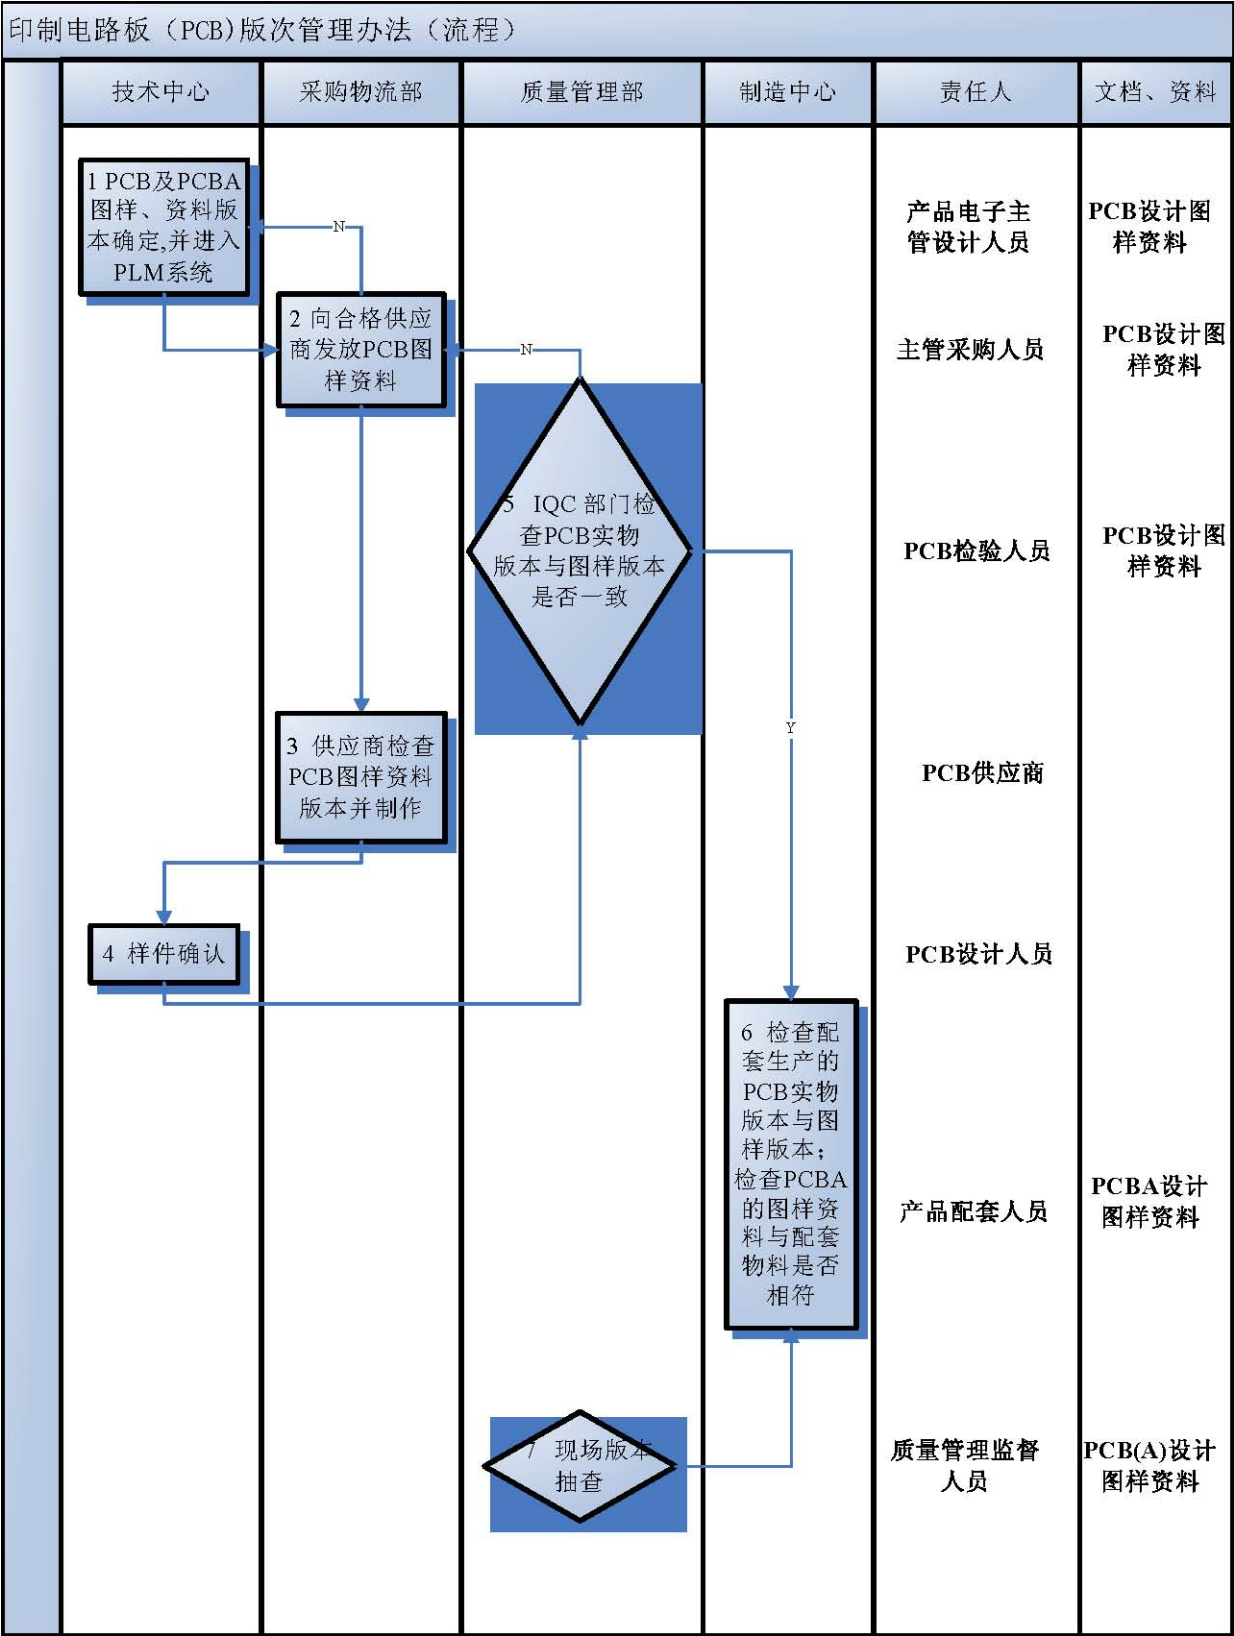 印制电路板（PCB)版次管理办法（流程）
技术中心
采购物流部
质量管理部
制造中心
责任人
文档、资料
1 PCB及PCBA
图样、资料版
本确定,并进入
PLM系统
N
产品电子主
管设计人员
PCB设计图
样资料
2 向合格供应
商发放PCB图
样资料
N
主管采购人员
PCB设计图
样资料
5 IQC 部门检
查PCB实物
版本与图样版本
是否一致
PCB检验人员
PCB设计图
样资料
Y
3 供应商检查
PCB图样资料
版本并制作
PCB供应商
4 样件确认
PCB设计人员
6 检查配
套生产的
PCB实物
版本与图
样版本；
检查PCBA
的图样资
料与配套
物料是否
相符
产品配套人员
PCBA设计
图样资料
7 现场版本
抽查
质量管理监督
人员
PCB(A)设计
图样资料